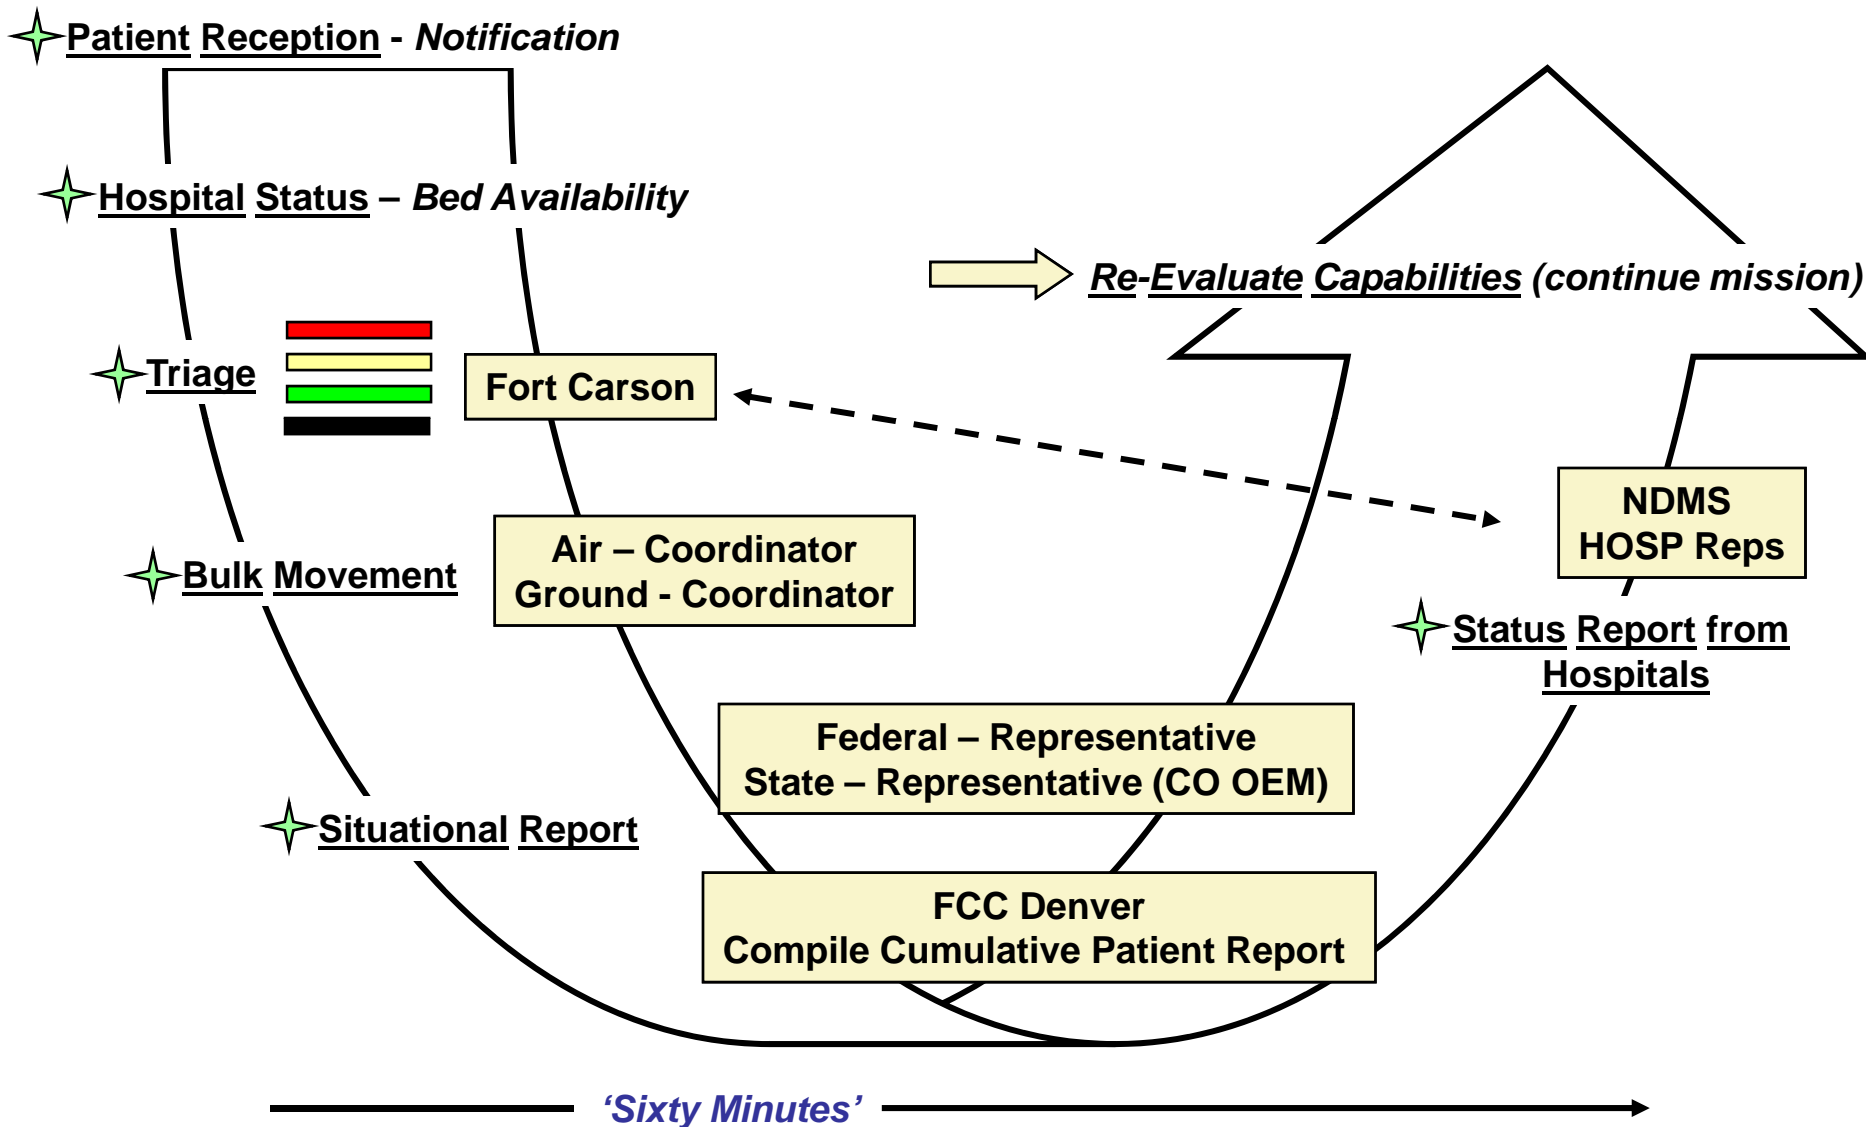 Patient Reception - Notification
Hospital Status – Bed Availability
Re-Evaluate Capabilities (continue mission)
Triage
Fort Carson
NDMS
HOSP Reps
Air – Coordinator
Ground - Coordinator
Bulk Movement
Status Report from
Hospitals
Federal – Representative
State – Representative (CO OEM)
Situational Report
FCC Denver
Compile Cumulative Patient Report
‘Sixty Minutes’